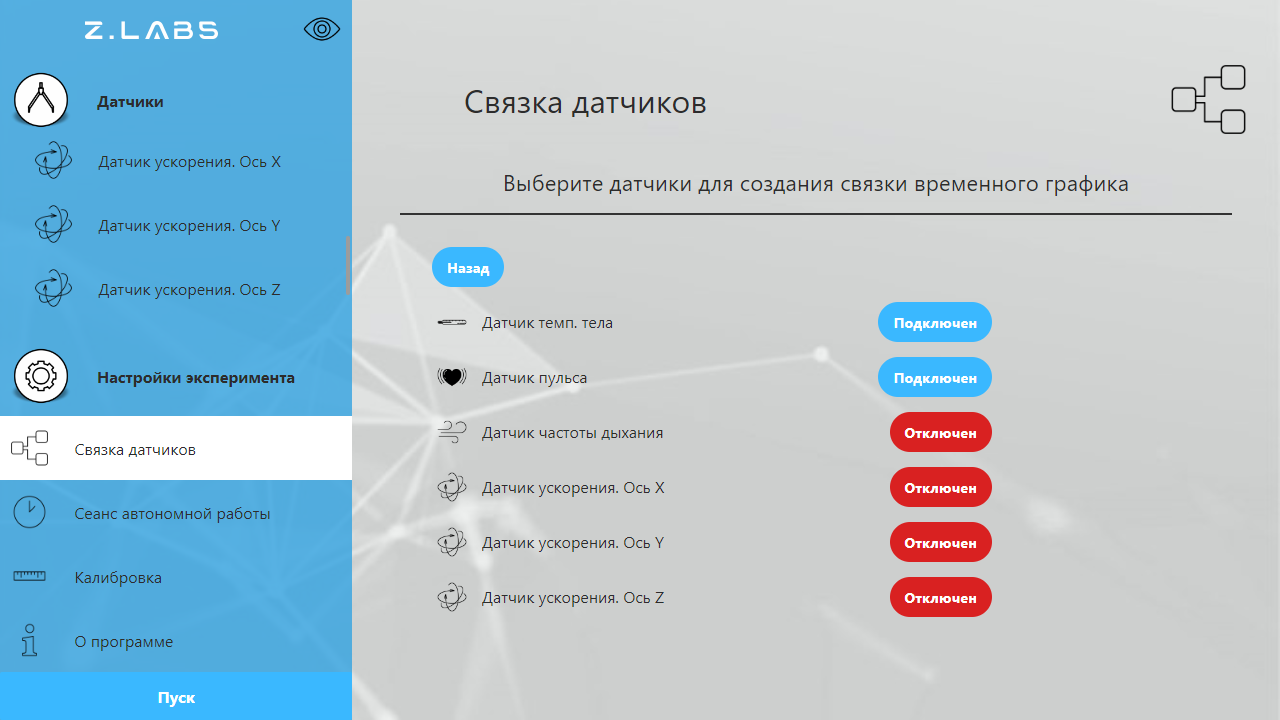 Z.LABS
Датчики
Датчик ускорения. Ось X
Датчик ускорения. Ось Y
Датчик ускорения. Ось Z
Настройки эксперимента
Связка датчиков
Сеанс автономной работы
Калибровка
О программе
Пуск
Связка датчиков
Выберите датчики для создания связки временного графика
Назад
Датчик темп. тела Подключен
Датчик пульса Подключен
Датчик частоты дыхания Отключен
Датчик ускорения. Ось X Отключен
Датчик ускорения. Ось Y Отключен
Датчик ускорения. Ось Z Отключен